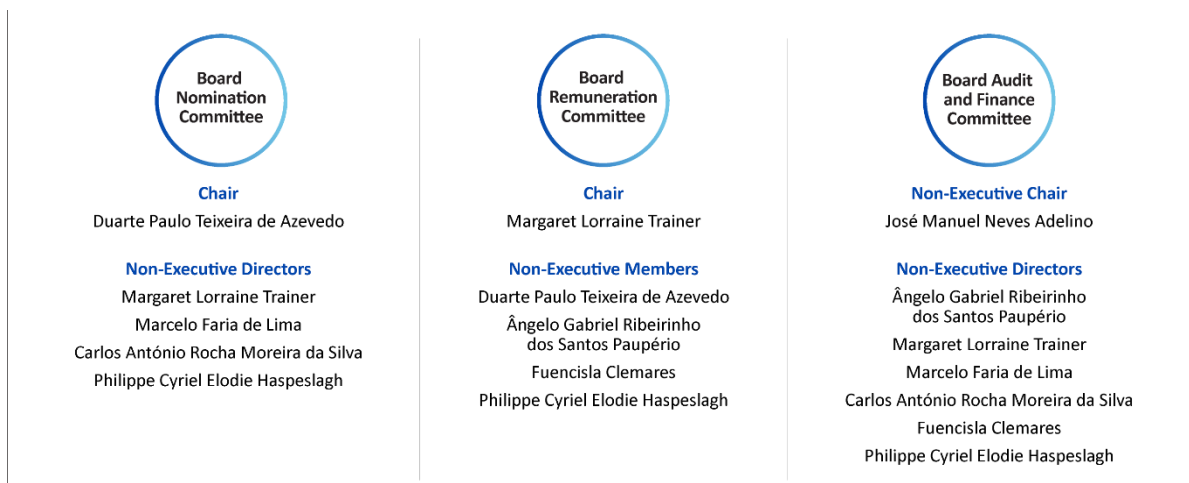 Board
Nomination
Committee
Chair
Duarte Paulo Teixeira de Azevedo
Non-Executive Directors
Margaret Lorraine Trainer
Marcelo Faria de Lima
Carlos António Rocha Moreira da Silva
Philippe Cyriel Elodie Haspeslagh
Board
Remuneration
Committee
Chair
Margaret Lorraine Trainer
Non-Executive Members
Duarte Paulo Teixeira de Azevedo
Ângelo Gabriel Ribeirinho
dos Santos Paupério
Fuencisla Clemares
Philippe Cyriel Elodie Haspeslagh
Board Audit
and Finance
Committee
Non-Executive Chair
José Manuel Neves Adelino
Non-Executive Directors
Ângelo Gabriel Ribeirinho
dos Santos Paupério
Margaret Lorraine Trainer
Marcelo Faria de Lima
Carlos António Rocha Moreira da Silva
Fuencisla Clemares
Philippe Cyriel Elodie Haspeslagh